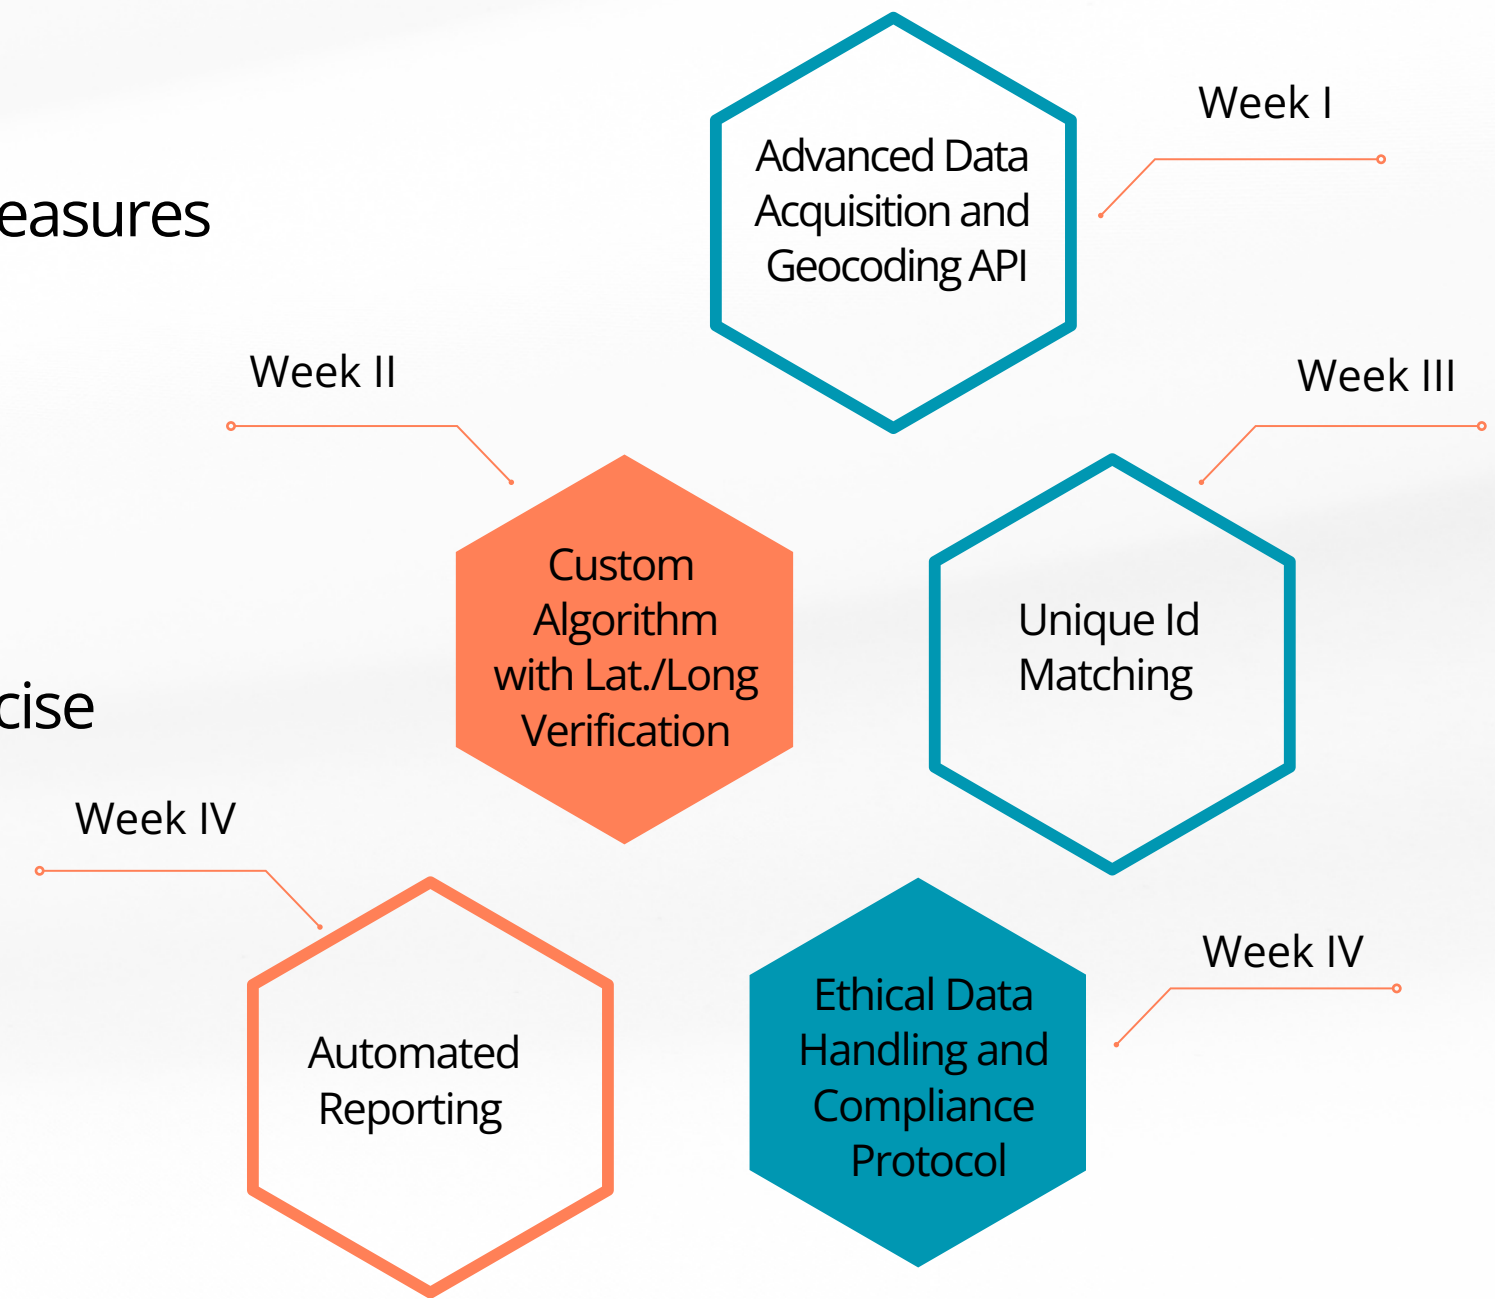 Week I
Advanced Data
Acquisition and
Geocoding API
easures
Week II
Week III
Custom
Algorithm
with Lat./Long
Verification
Unique Id
Matching
cise
Week IV
Week IV
Automated
Reporting
Ethical Data
Handling and
Compliance
Protocol